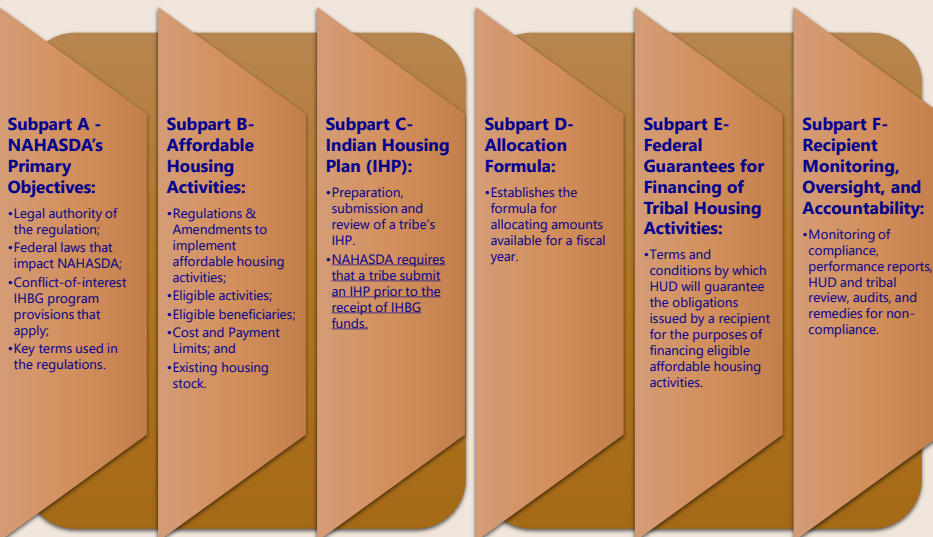 Subpart A -
NAHASDA's
Primary
Objectives:
•Legal authority of
the regulation;
•Federal laws that
impact NAHASDA;
•Conflict-of-interest
IHBG program
provisions that
apply;
•Key terms used in
the regulations.
Subpart B-
Affordable
Housing
Activities:
•Regulations &
Amendments to
implement
affordable housing
activities;
•Eligible activities;
•Eligible beneficiaries;
•Cost and Payment
Limits; and
•Existing housing
stock.
Subpart C-
Indian Housing
Plan (IHP):
•Preparation,
submission and
review of a tribe's
IHP.
•NAHASDA requires
that a tribe submit
an IHP prior to the
receipt of IHBG
funds.
Subpart D-
Allocation
Formula:
•Establishes the
formula for
allocating amounts
available for a fiscal
year.
Subpart E-
Federal
Guarantees for
Financing of
Tribal Housing
Activities:
•Terms and
conditions by which
HUD will guarantee
the obligations
issued by a recipient
for the purposes of
financing eligible
affordable housing
activities.
Subpart F-
Recipient
Monitoring,
Oversight, and
Accountability:
•Monitoring of
compliance,
performance reports,
HUD and tribal
review, audits, and
remedies for non-
compliance.